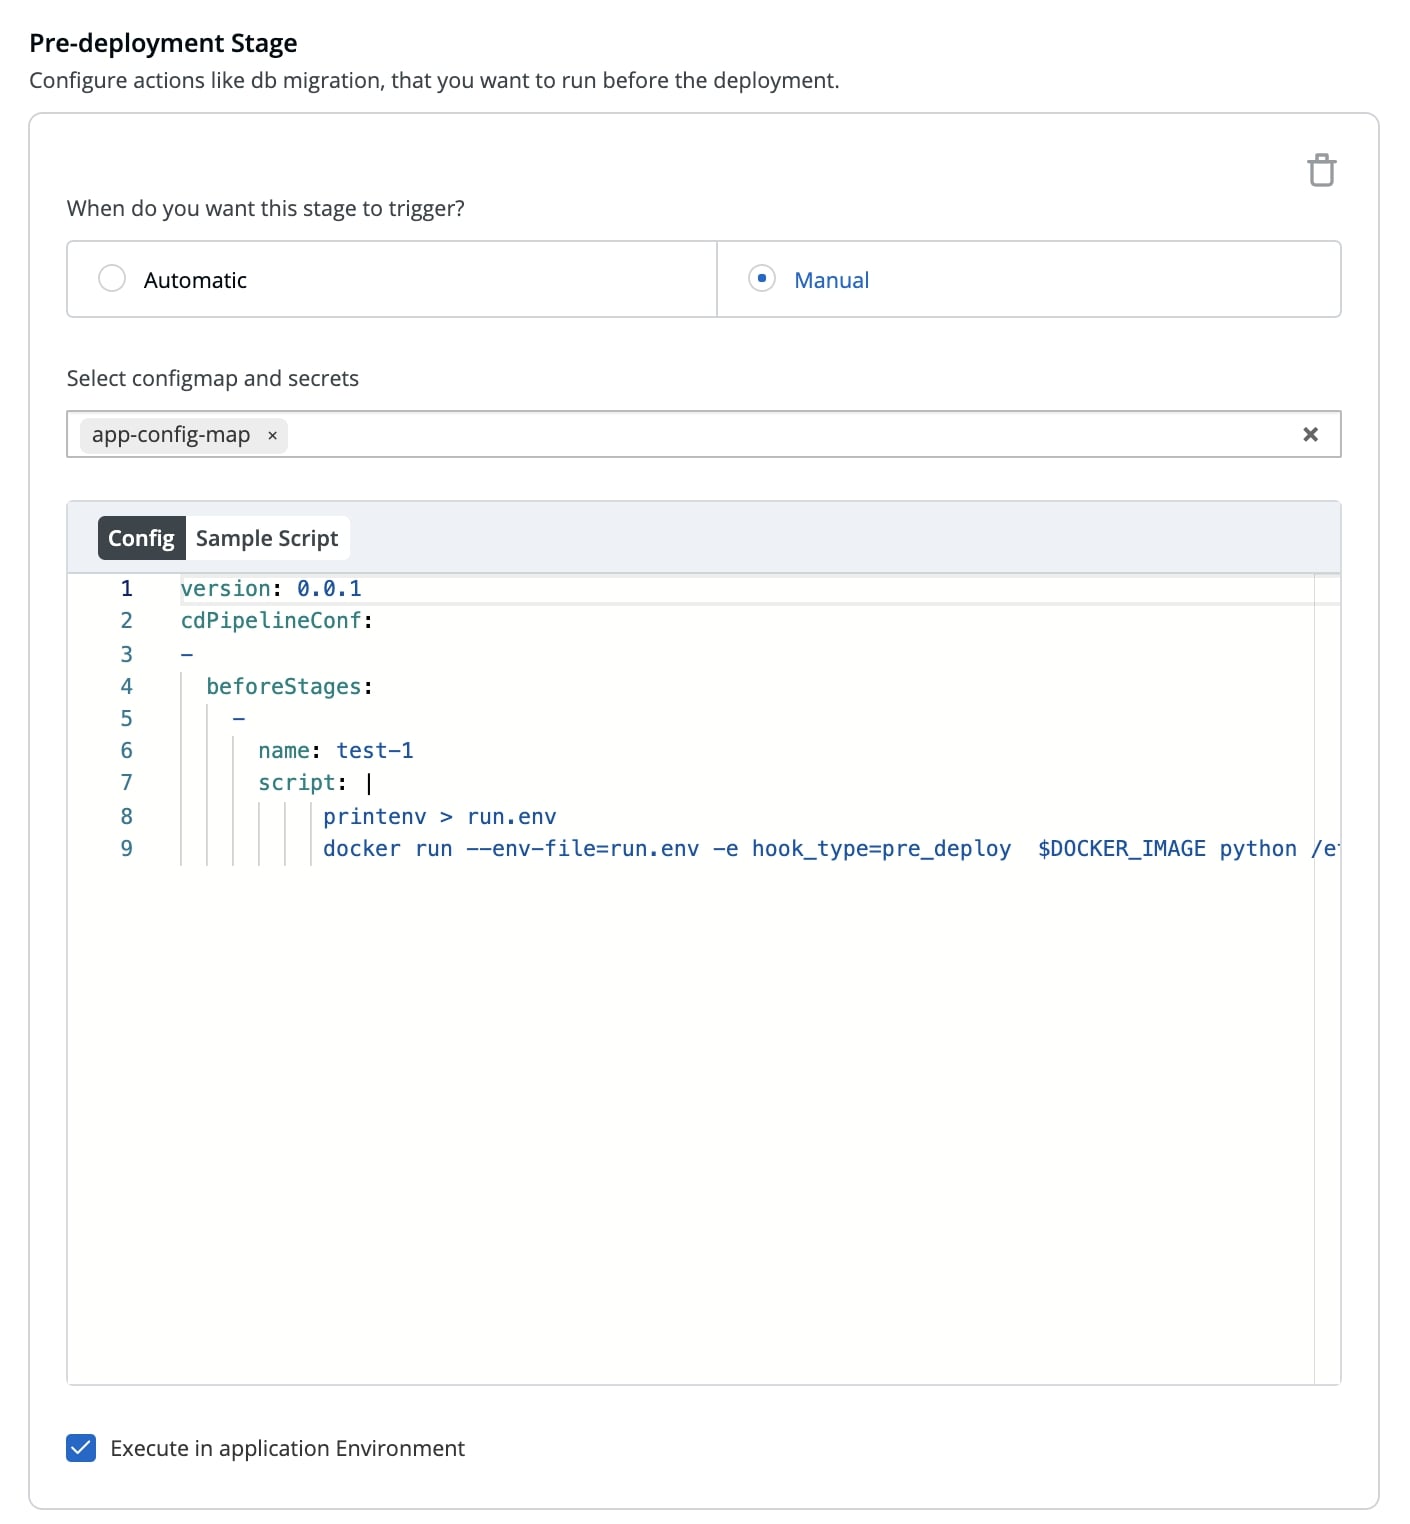 Pre-deployment Stage
Configure actions like db migration, that you want to run before the deployment.
When do you want this stage to trigger?
Automatic
Manual
Select configmap and secrets
app-config-map ×
Config Sample Script
1 version: 0.0.1
2 cdPipelineConf:
3 -
4 beforeStages:
5 -
6 name: test-1
7 script: |
8 printenv > run.env
9 docker run --env-file=run.env -e hook_type=pre_deploy  $DOCKER_IMAGE python
Execute in application Environment